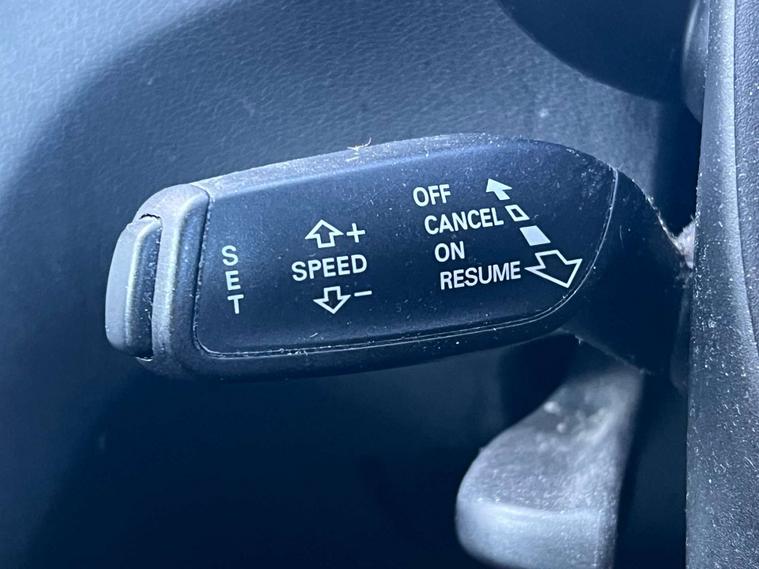 SET
+
SPEED
−
OFF
CANCEL
ON
RESUME